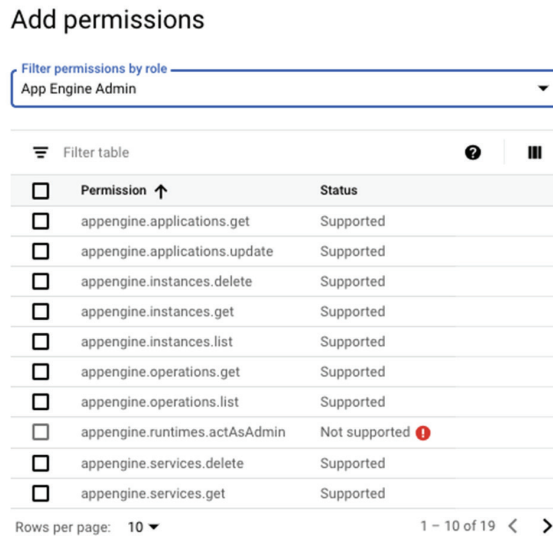 Add permissions
Filter permissions by role
App Engine Admin
Filter table
Permission Status
appengine.applications.get Supported
appengine.applications.update Supported
appengine.instances.delete Supported
appengine.instances.get Supported
appengine.instances.list Supported
appengine.operations.get Supported
appengine.operations.list Supported
appengine.runtimes.actAsAdmin Not supported
appengine.services.delete Supported
appengine.services.get Supported
Rows per page: 10 1 – 10 of 19